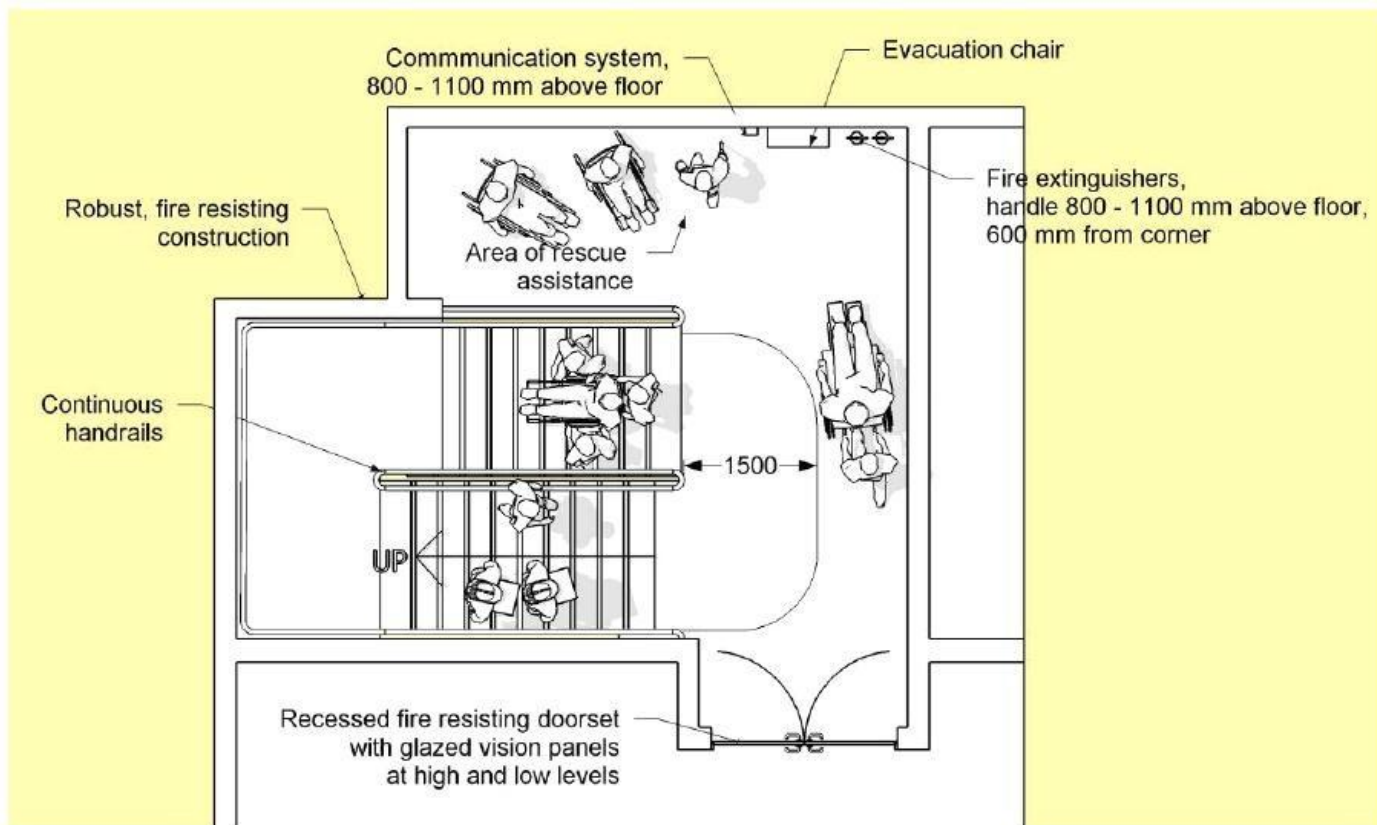 Commmunication system,
800 - 1100 mm above floor
Evacuation chair
Fire extinguishers,
handle 800 - 1100 mm above floor,
600 mm from corner
Robust, fire resisting
construction
Area of rescue
assistance
Continuous
handrails
1500
UP
Recessed fire resisting doorset
with glazed vision panels
at high and low levels